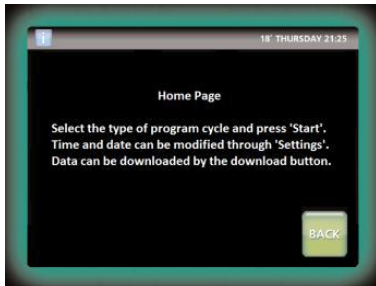 i
18° THURSDAY 21:25
Home Page
Select the type of program cycle and press 'Start'.
Time and date can be modified through 'Settings'.
Data can be downloaded by the download button.
BACK